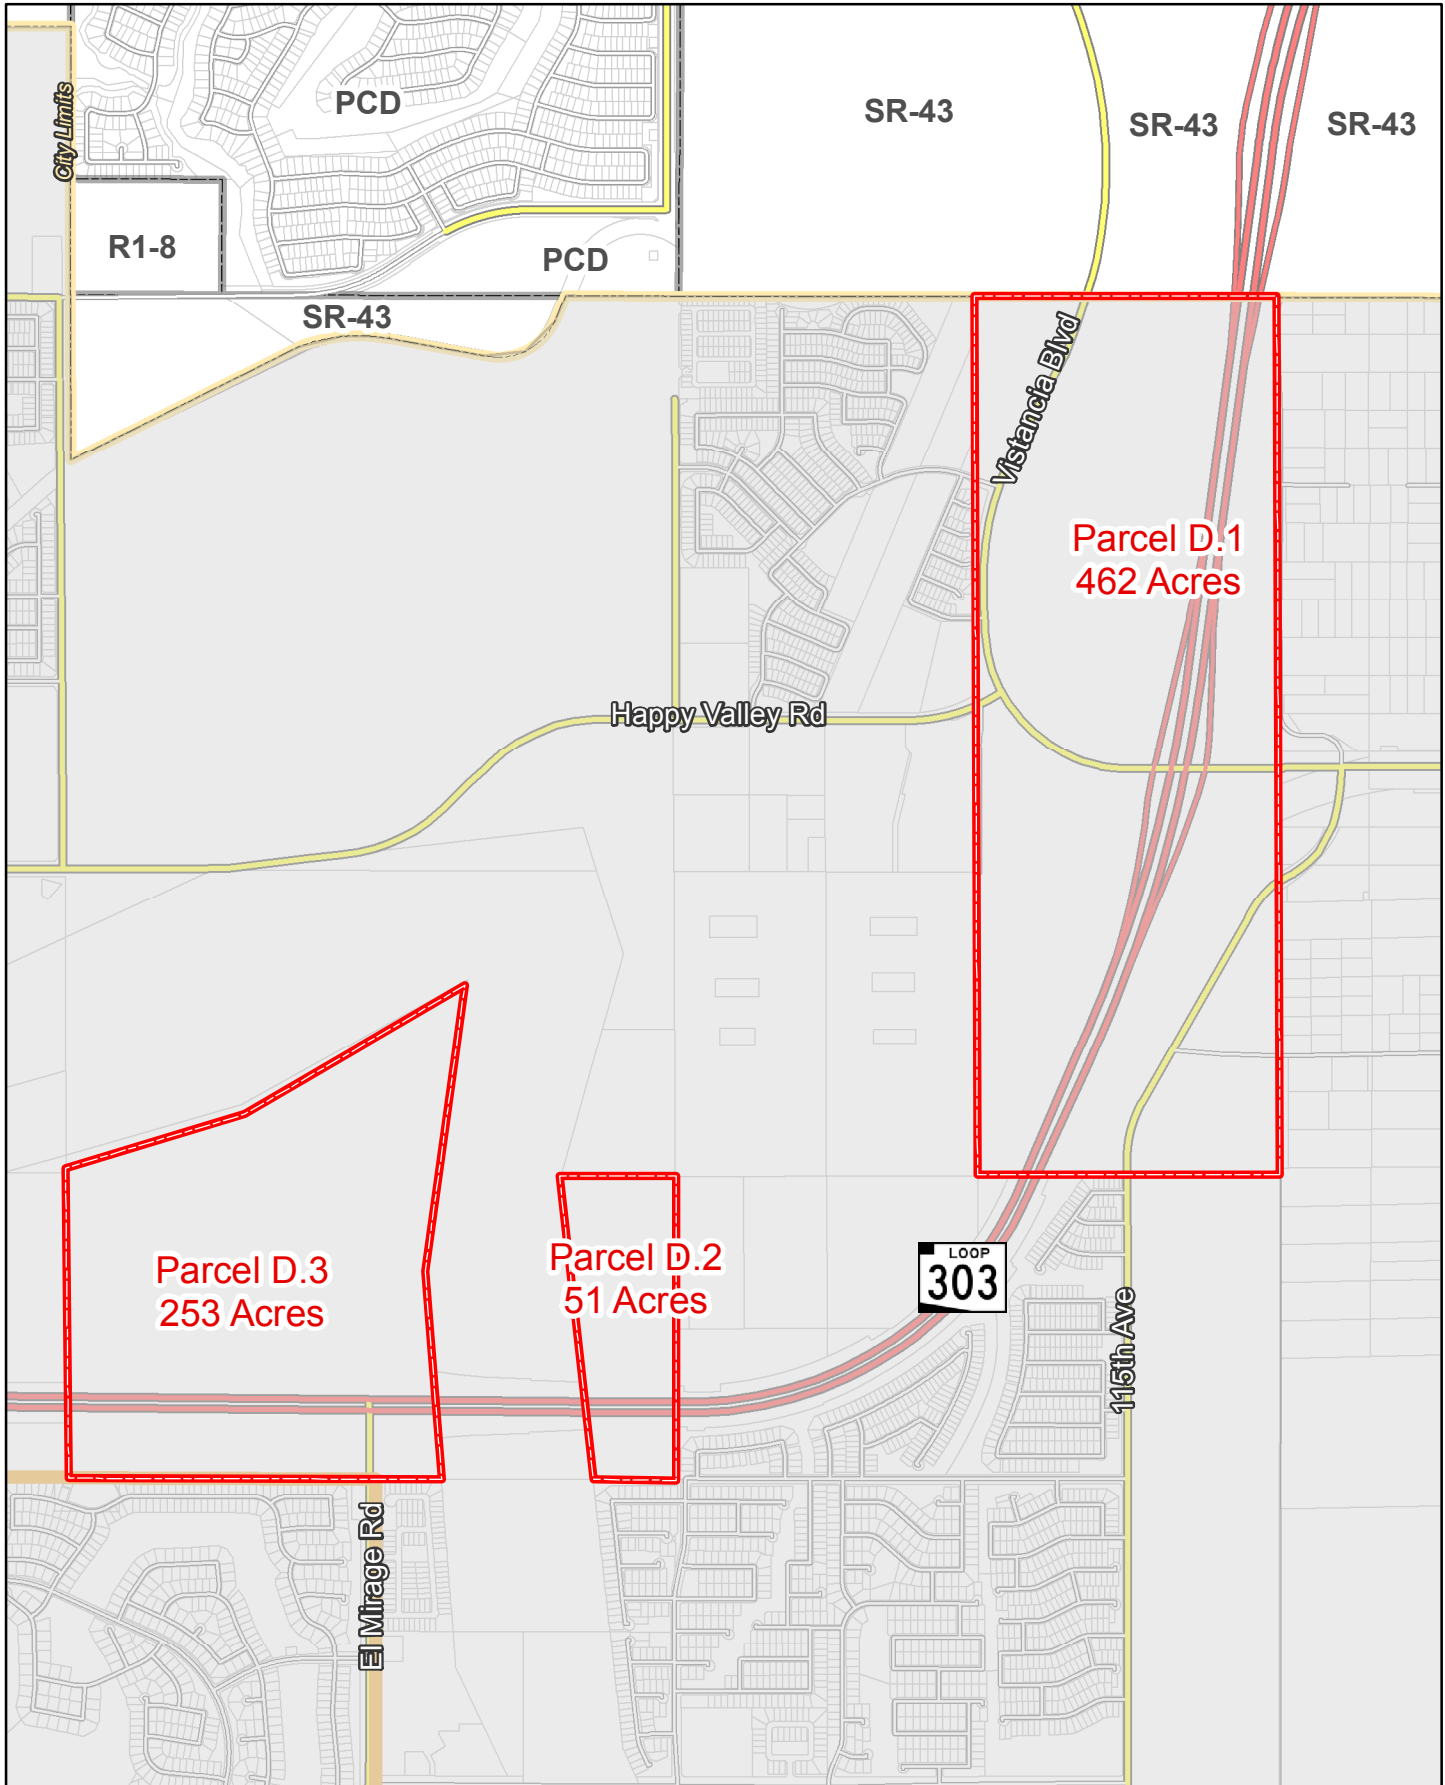 PCD
SR-43
SR-43
SR-43
City Limits
R1-8
PCD
SR-43
Vistancia Blvd
Parcel D.1
462 Acres
Happy Valley Rd
Parcel D.3
253 Acres
Parcel D.2
51 Acres
LOOP
303
115th Ave
El Mirage Rd